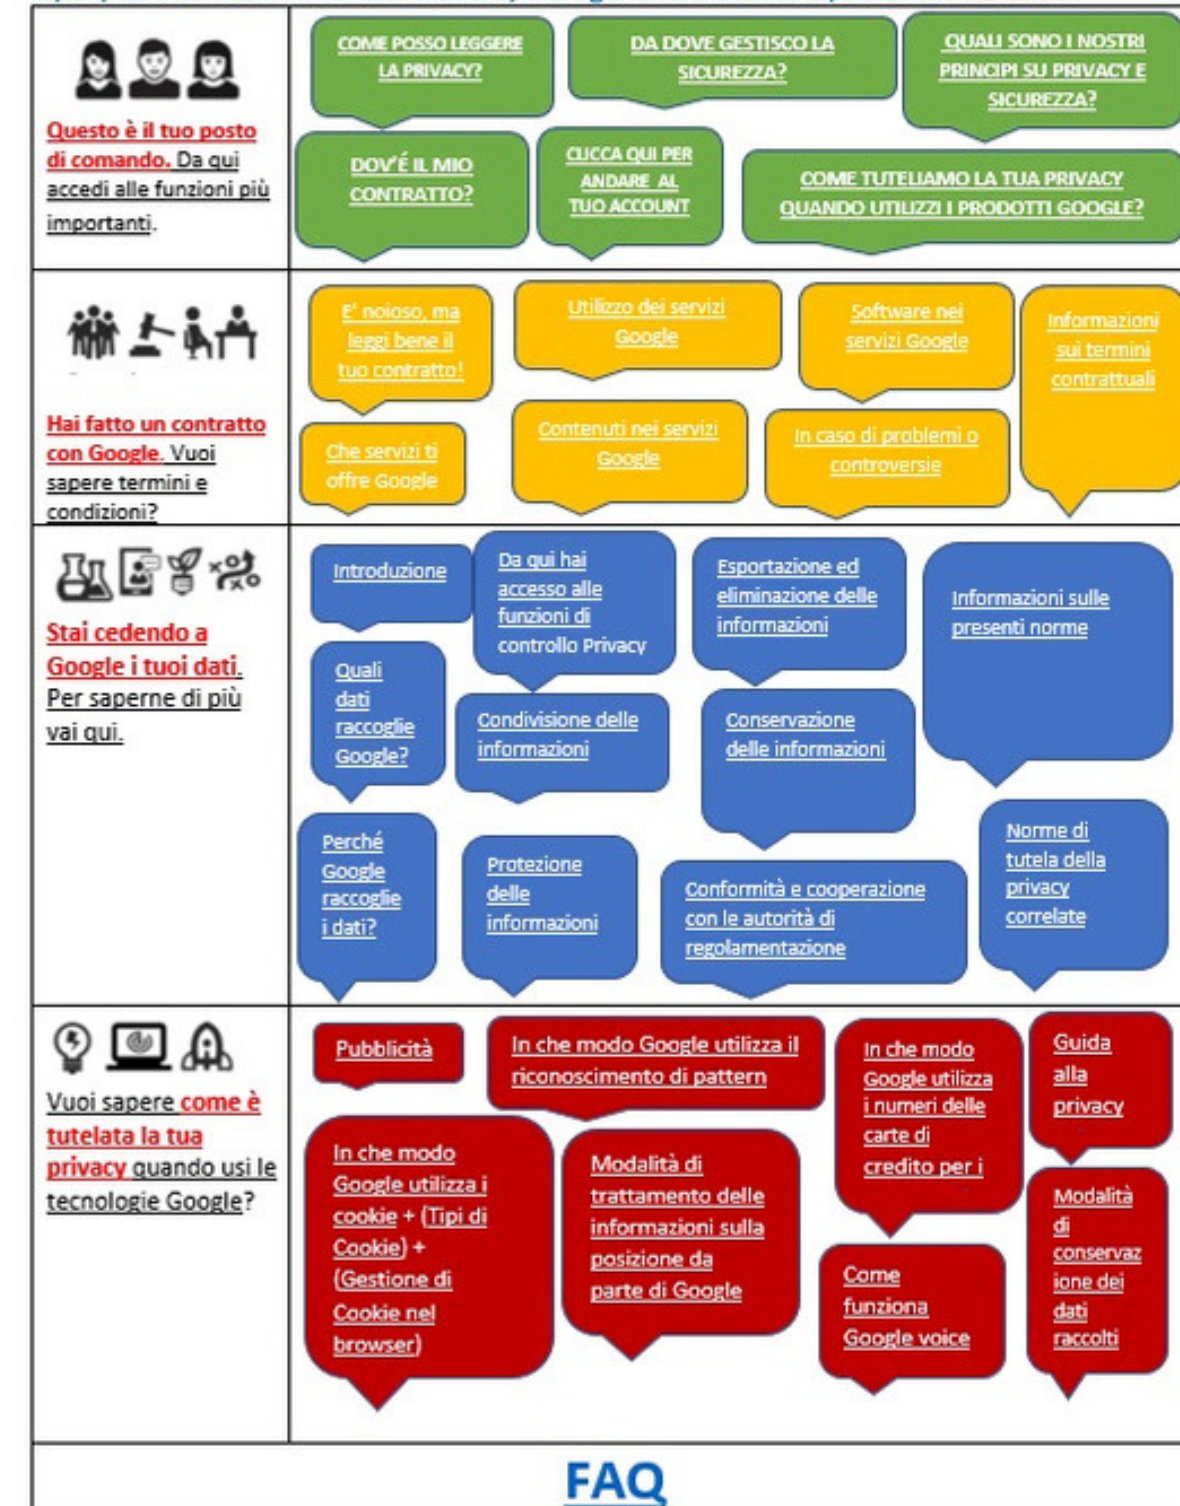 Questo è il tuo posto
di comando. Da qui
accedi alle funzioni più
importanti.
COME POSSO LEGGERE
LA PRIVACY?
DA DOVE GESTISCO LA
SICUREZZA?
QUALI SONO I NOSTRI
PRINCIPI SU PRIVACY E
SICUREZZA?
DOV'É IL MIO
CONTRATTO?
CLICCA QUI PER
ANDARE AL
TUO ACCOUNT
COME TUTELIAMO LA TUA PRIVACY
QUANDO UTILIZZI I PRODOTTI GOOGLE?
Hai fatto un contratto
con Google. Vuoi
sapere termini e
condizioni?
E' noioso, ma
leggi bene il
tuo contratto!
Utilizzo dei servizi
Google
Software nei
servizi Google
Informazioni
sui termini
contrattuali
Che servizi ti
offre Google
Contenuti nei servizi
Google
In caso di problemi o
controversie
Stai cedendo a
Google i tuoi dati.
Per saperne di più
vai qui.
Introduzione
Da qui hai
accesso alle
funzioni di
controllo Privacy
Esportazione ed
eliminazione delle
informazioni
Informazioni sulle
presenti norme
Quali
dati
raccoglie
Google?
Condivisione delle
informazioni
Conservazione
delle informazioni
Perché
Google
raccoglie
i dati?
Protezione
delle
informazioni
Conformità e cooperazione
con le autorità di
regolamentazione
Norme di
tutela della
privacy
correlate
Vuoi sapere come è
tutelata la tua
privacy quando usi le
tecnologie Google?
Pubblicità
In che modo Google utilizza il
riconoscimento di pattern
In che modo
Google utilizza
i numeri delle
carte di
credito per i
Guida
alla
privacy
In che modo
Google utilizza i
cookie + (Tipi di
Cookie) +
(Gestione di
Cookie nel
browser)
Modalità di
trattamento delle
informazioni sulla
posizione da
parte di Google
Come
funziona
Google voice
Modalità
di
conservaz
ione dei
dati
raccolti
FAQ